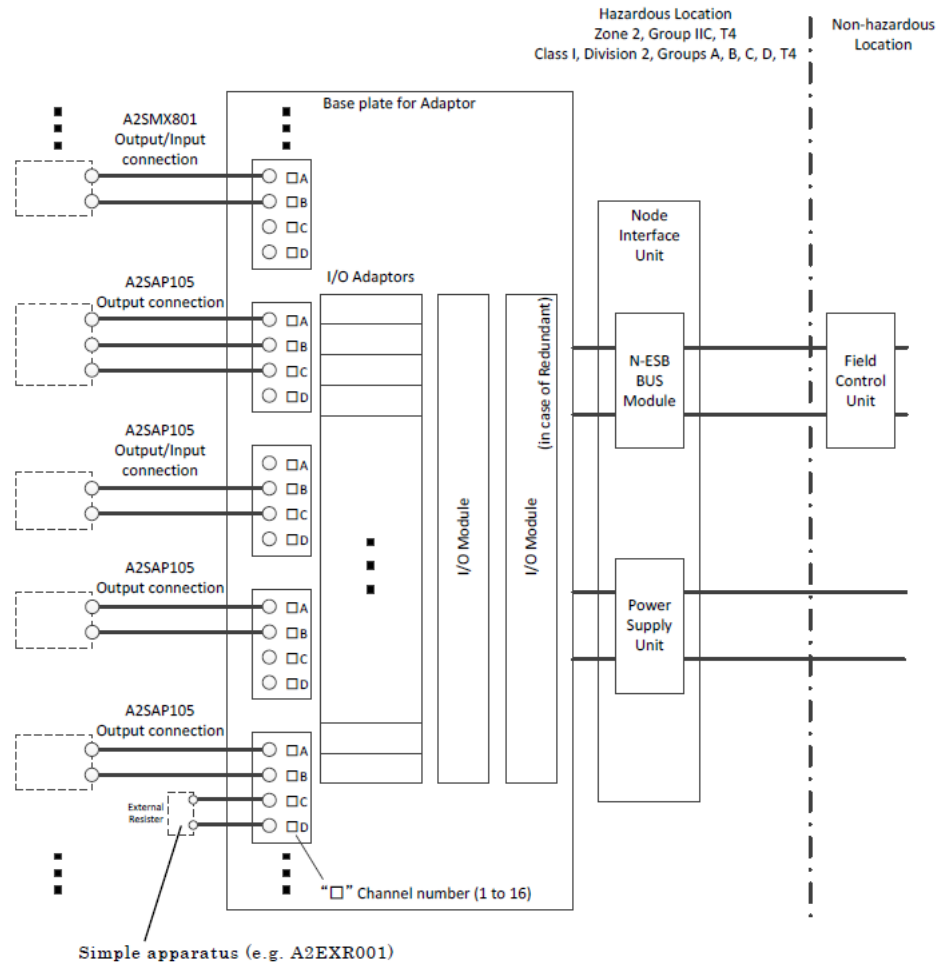 Hazardous Location
Zone 2, Group IIC, T4
Class I, Division 2, Groups A, B, C, D, T4
Non-hazardous
Location
Base plate for Adaptor
A2SMX801
Output/Input
connection
□A
□B
□C
□D
Node
Interface
Unit
I/O Adaptors
A2SAP105
Output connection
□A
□B
□C
□D
(in case of Redundant)
N-ESB
BUS
Module
Field
Control
Unit
A2SAP105
Output/Input
connection
□A
□B
□C
□D
I/O Module
I/O Module
A2SAP105
Output connection
□A
□B
□C
□D
Power
Supply
Unit
A2SAP105
Output connection
□A
□B
□C
□D
External
Resister
"□" Channel number (1 to 16)
Simple apparatus (e.g. A2EXR001)